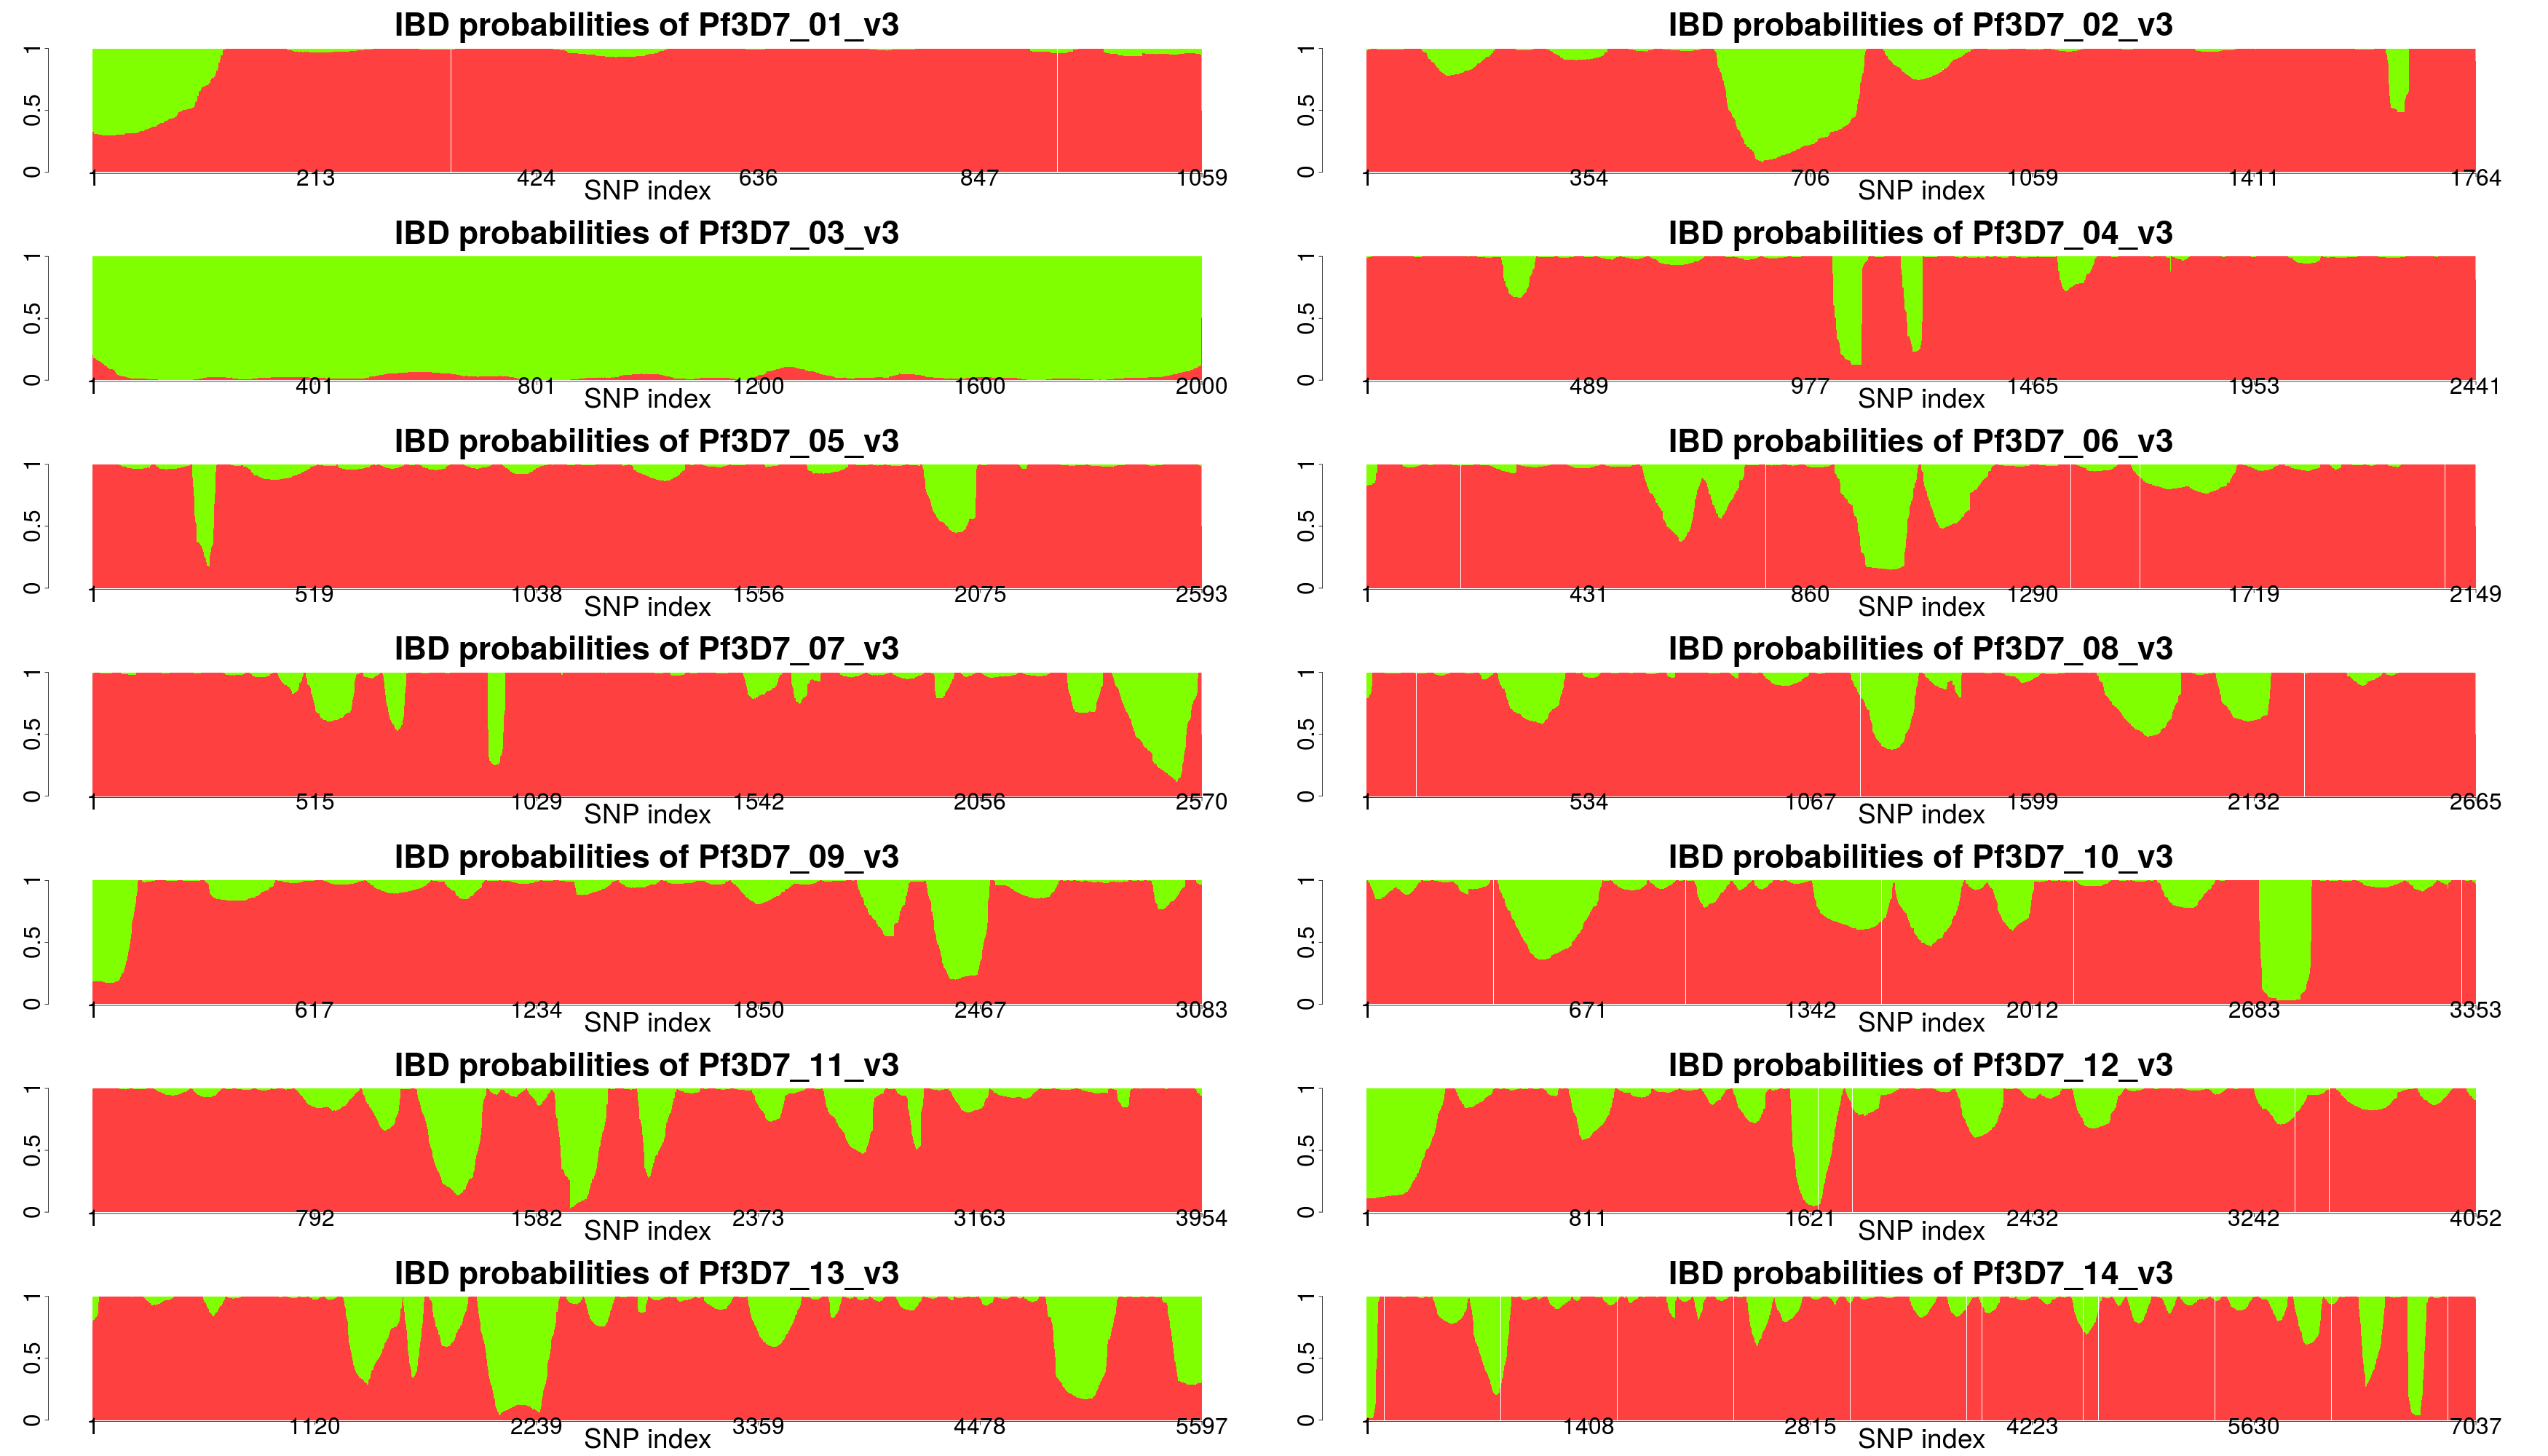 IBD probabilities of Pf3D7_01_v3
0 0.5 1
1 213 424 636 847 1059
SNP index
IBD probabilities of Pf3D7_02_v3
0 0.5 1
1 354 706 1059 1411 1764
SNP index
IBD probabilities of Pf3D7_03_v3
0 0.5 1
1 401 801 1200 1600 2000
SNP index
IBD probabilities of Pf3D7_04_v3
0 0.5 1
1 489 977 1465 1953 2441
SNP index
IBD probabilities of Pf3D7_05_v3
0 0.5 1
1 519 1038 1556 2075 2593
SNP index
IBD probabilities of Pf3D7_06_v3
0 0.5 1
1 431 860 1290 1719 2149
SNP index
IBD probabilities of Pf3D7_07_v3
0 0.5 1
1 515 1029 1542 2056 2570
SNP index
IBD probabilities of Pf3D7_08_v3
0 0.5 1
1 534 1067 1599 2132 2665
SNP index
IBD probabilities of Pf3D7_09_v3
0 0.5 1
1 617 1234 1850 2467 3083
SNP index
IBD probabilities of Pf3D7_10_v3
0 0.5 1
1 671 1342 2012 2683 3353
SNP index
IBD probabilities of Pf3D7_11_v3
0 0.5 1
1 792 1582 2373 3163 3954
SNP index
IBD probabilities of Pf3D7_12_v3
0 0.5 1
1 811 1621 2432 3242 4052
SNP index
IBD probabilities of Pf3D7_13_v3
0 0.5 1
1 1120 2239 3359 4478 5597
SNP index
IBD probabilities of Pf3D7_14_v3
0 0.5 1
1 1408 2815 4223 5630 7037
SNP index